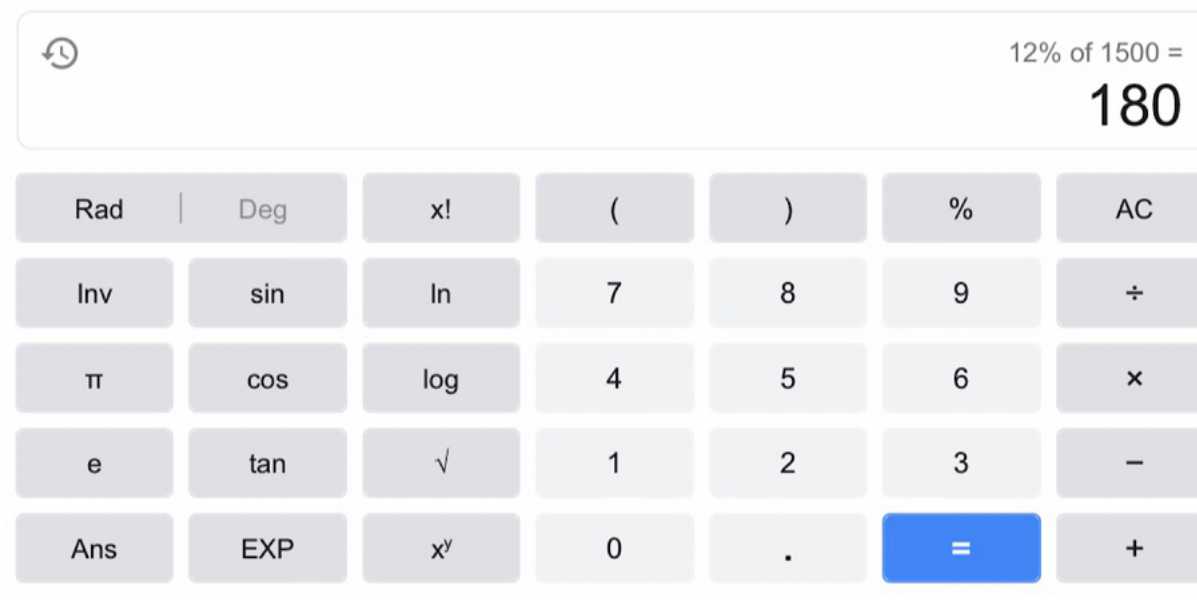 12% of 1500 =
180
Rad | Deg x! ( ) % AC
Inv sin ln 7 8 9 ÷
π cos log 4 5 6 ×
e tan √ 1 2 3 −
Ans EXP xʸ 0 . = +